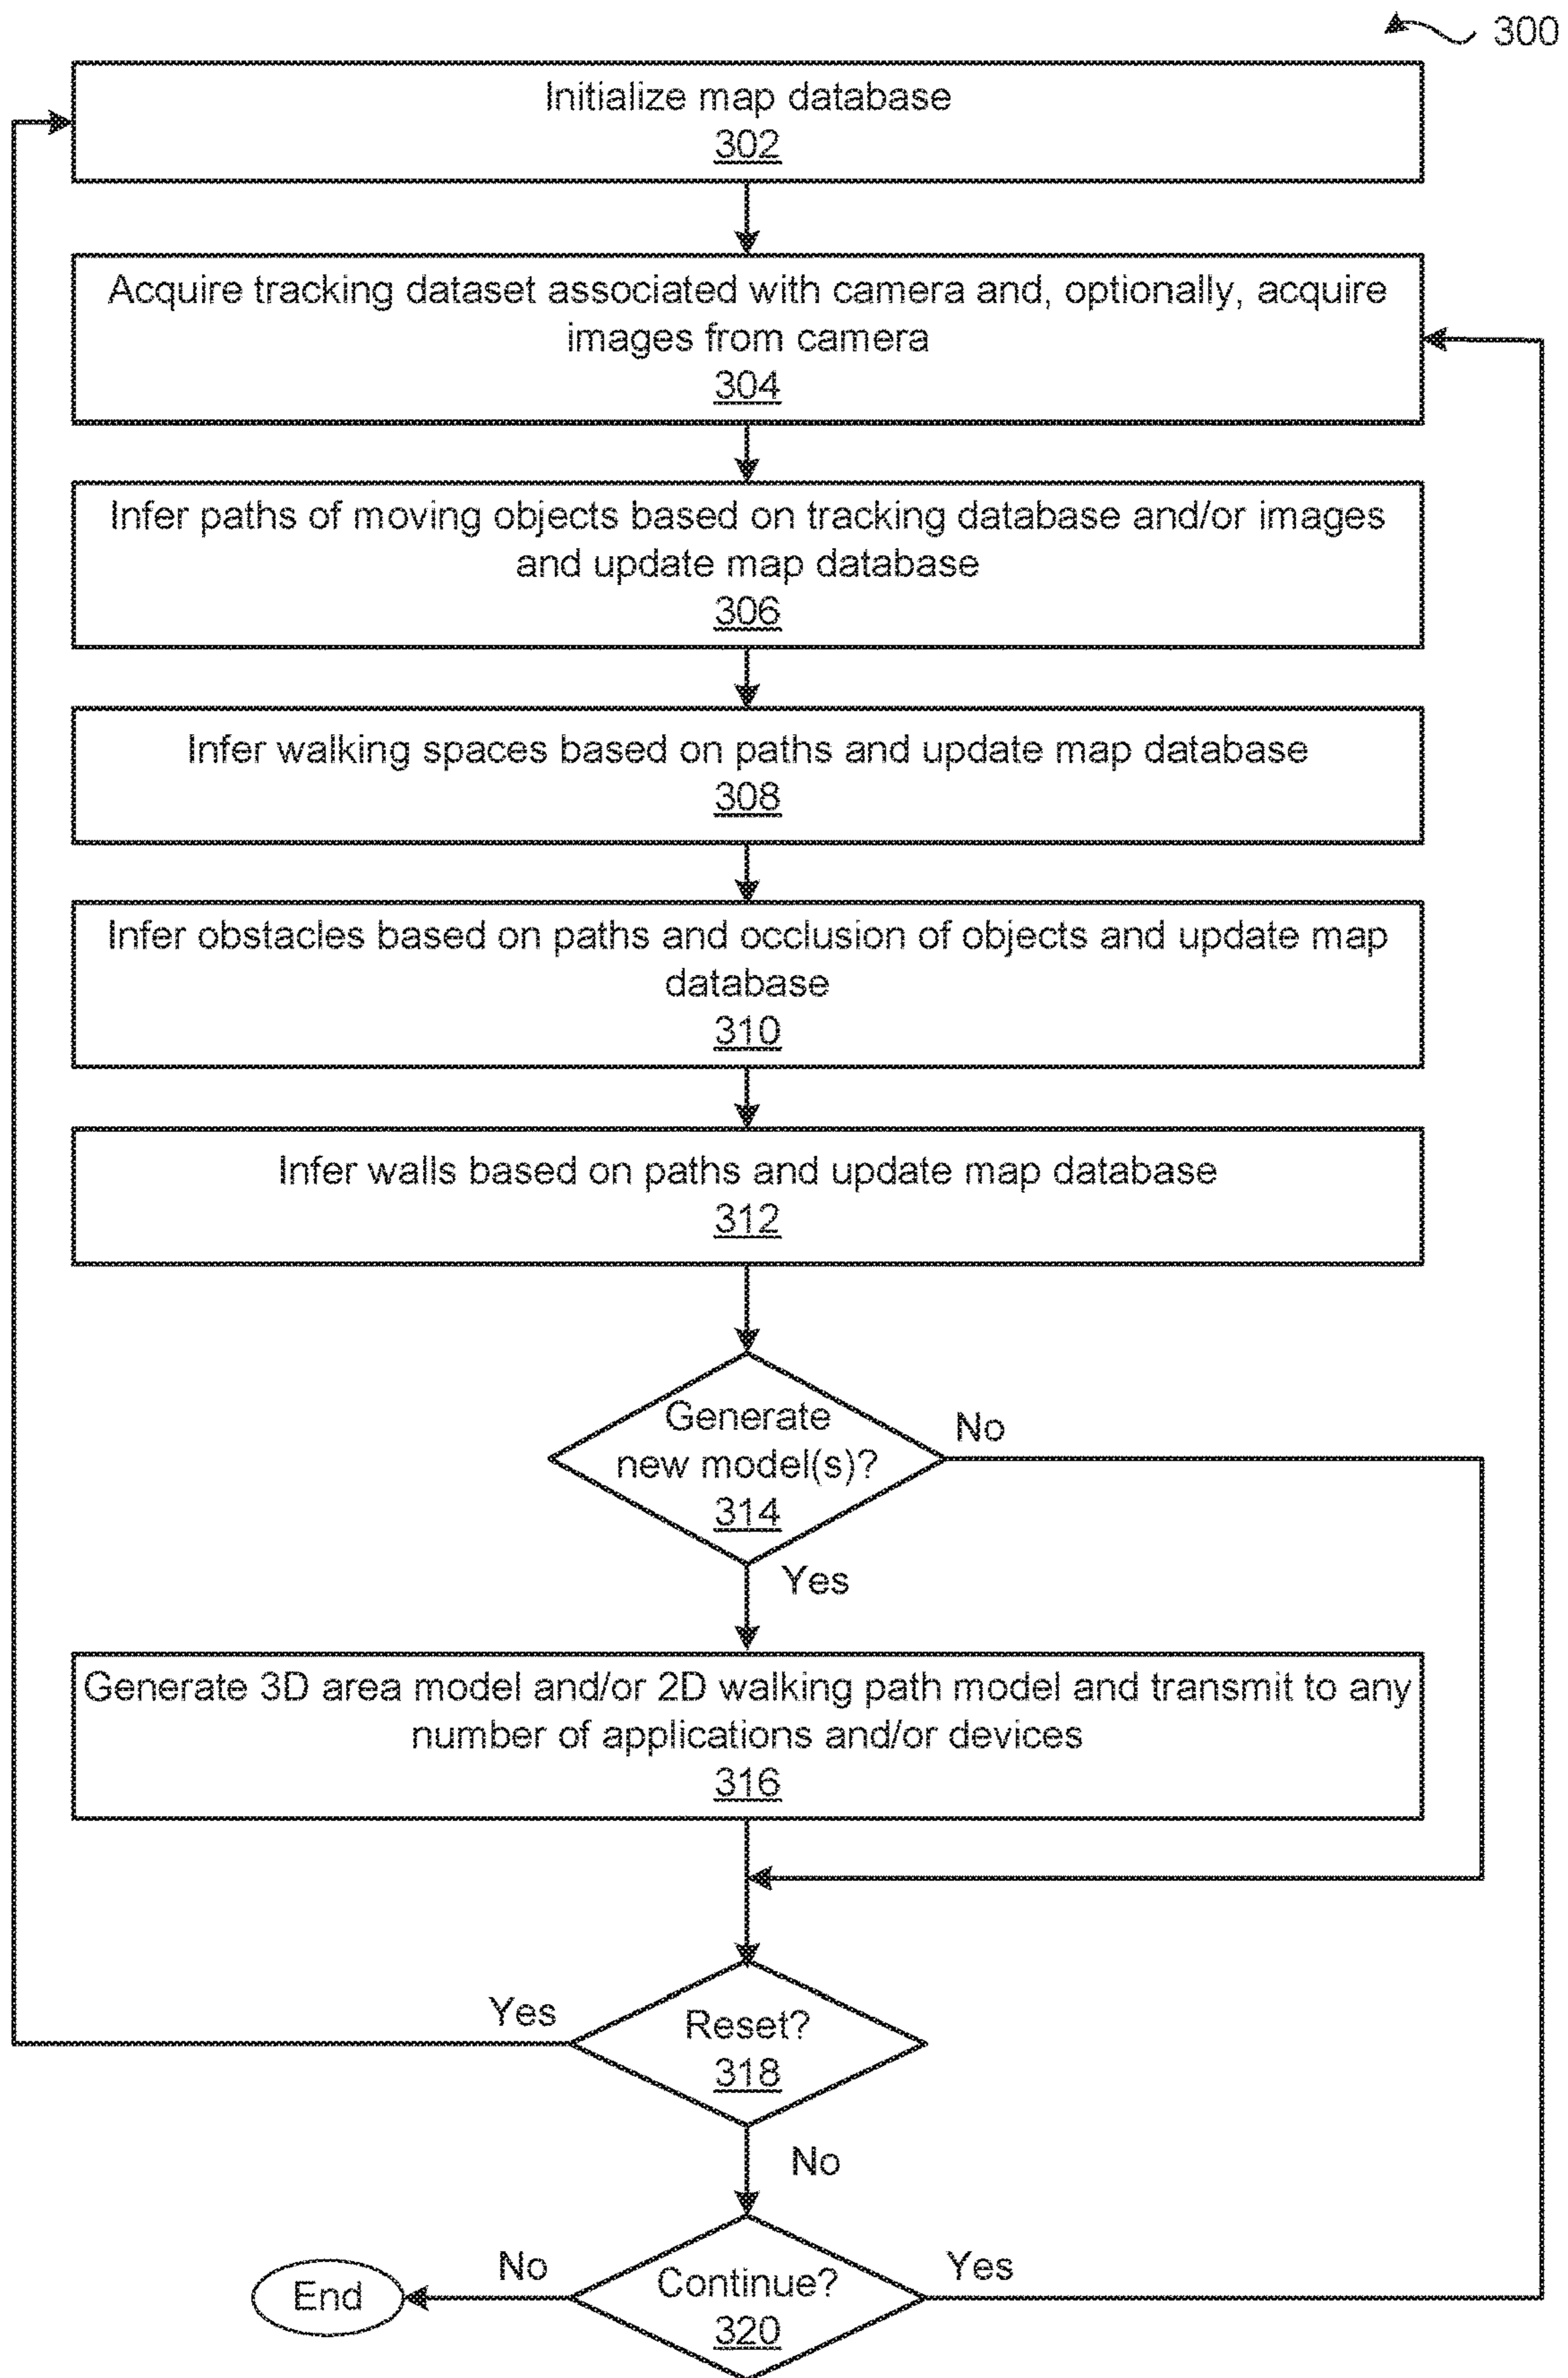 300
Initialize map database
302
Acquire tracking dataset associated with camera and, optionally, acquire
images from camera
304
Infer paths of moving objects based on tracking database and/or images
and update map database
306
Infer walking spaces based on paths and update map database
308
Infer obstacles based on paths and occlusion of objects and update map
database
310
Infer walls based on paths and update map database
312
Generate
new model(s)?
314
No
Yes
Generate 3D area model and/or 2D walking path model and transmit to any
number of applications and/or devices
316
Yes
Reset?
318
No
End
No
Continue?
320
Yes